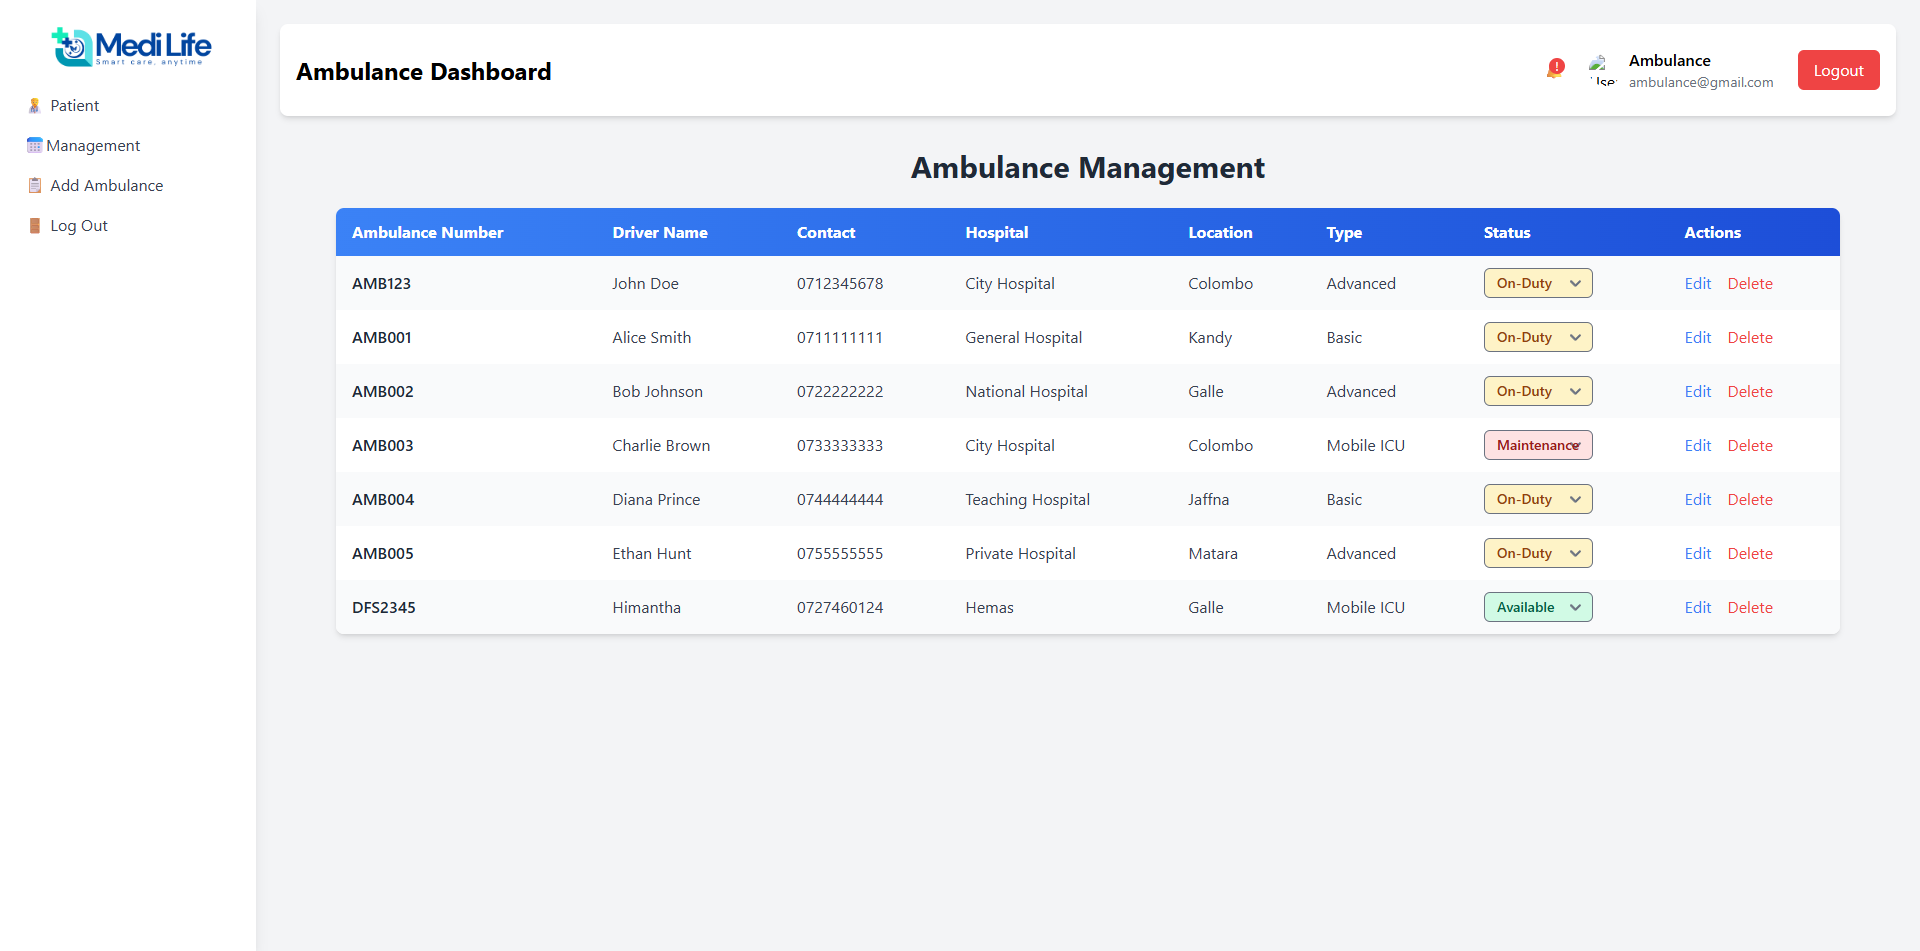 Medi Life
Smart care, anytime
Patient
Management
Add Ambulance
Log Out
Ambulance Dashboard
Ambulance
ambulance@gmail.com
Logout
Ambulance Management
Ambulance Number Driver Name Contact Hospital Location Type Status Actions
AMB123 John Doe 0712345678 City Hospital Colombo Advanced On-Duty Edit Delete
AMB001 Alice Smith 0711111111 General Hospital Kandy Basic On-Duty Edit Delete
AMB002 Bob Johnson 0722222222 National Hospital Galle Advanced On-Duty Edit Delete
AMB003 Charlie Brown 0733333333 City Hospital Colombo Mobile ICU Maintenance Edit Delete
AMB004 Diana Prince 0744444444 Teaching Hospital Jaffna Basic On-Duty Edit Delete
AMB005 Ethan Hunt 0755555555 Private Hospital Matara Advanced On-Duty Edit Delete
DFS2345 Himantha 0727460124 Hemas Galle Mobile ICU Available Edit Delete